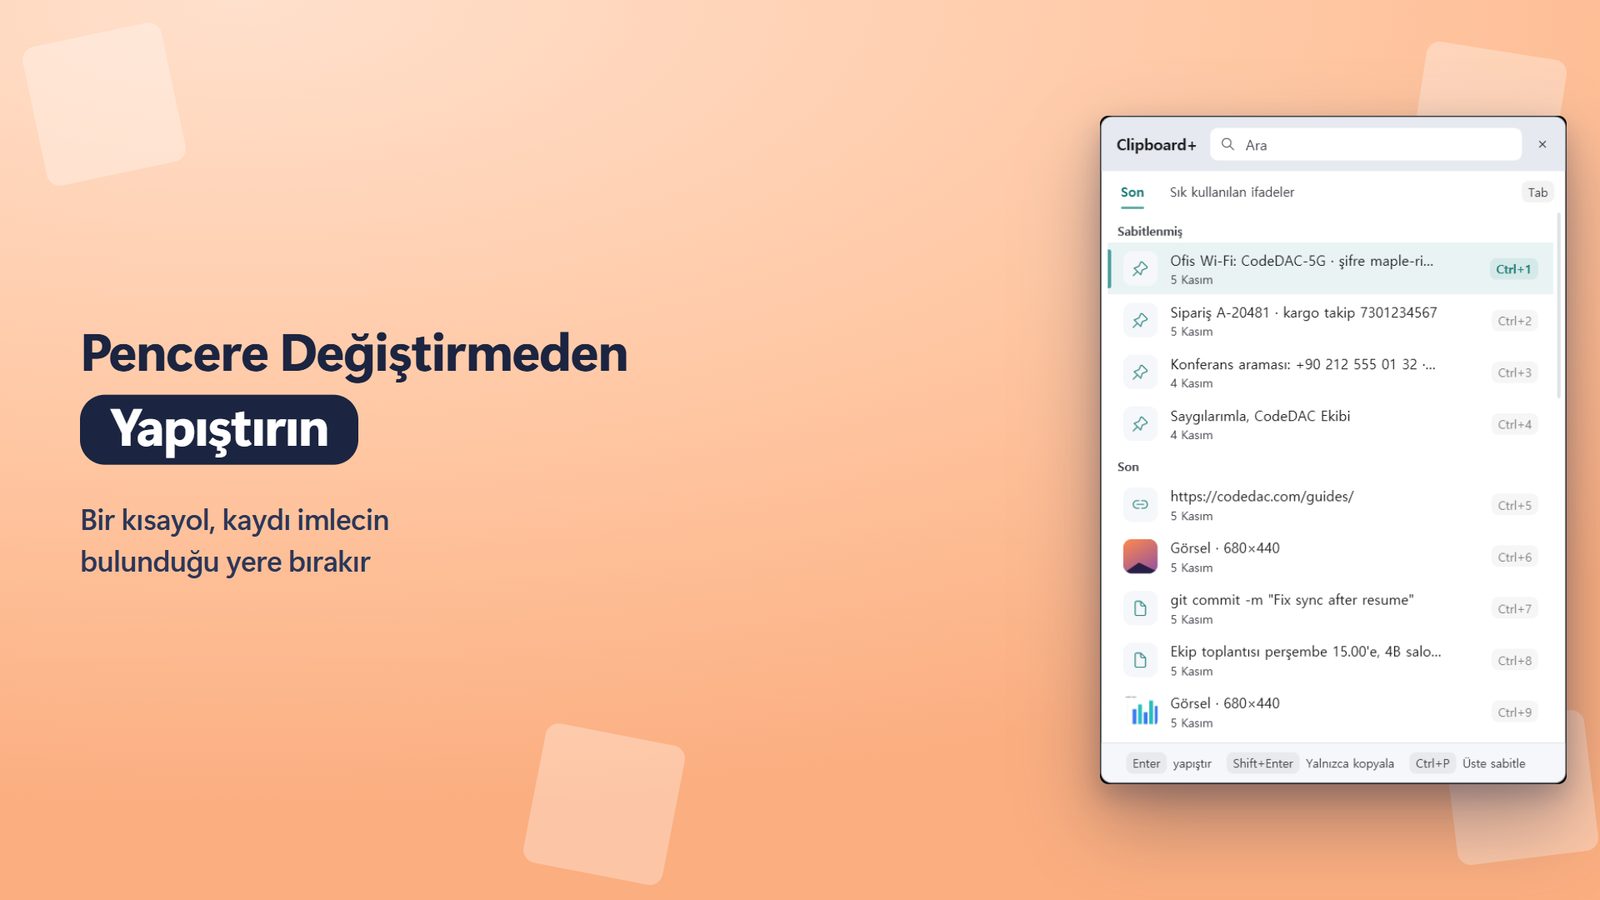 Pencere Değiştirmeden
Yapıştırın
Bir kısayol, kaydı imlecin
bulunduğu yere bırakır
Clipboard+
Ara
×
Son
Sık kullanılan ifadeler
Tab
Sabitlenmiş
Ofis Wi-Fi: CodeDAC-5G · şifre maple-ri...
Ctrl+1
5 Kasım
Sipariş A-20481 · kargo takip 7301234567
Ctrl+2
5 Kasım
Konferans araması: +90 212 555 01 32 ·...
Ctrl+3
4 Kasım
Saygılarımla, CodeDAC Ekibi
Ctrl+4
4 Kasım
Son
https://codedac.com/guides/
Ctrl+5
5 Kasım
Görsel · 680×440
Ctrl+6
5 Kasım
git commit -m "Fix sync after resume"
Ctrl+7
5 Kasım
Ekip toplantısı perşembe 15.00'e, 4B salo...
Ctrl+8
5 Kasım
Görsel · 680×440
Ctrl+9
5 Kasım
Enter yapıştır Shift+Enter Yalnızca kopyala Ctrl+P Üste sabitle